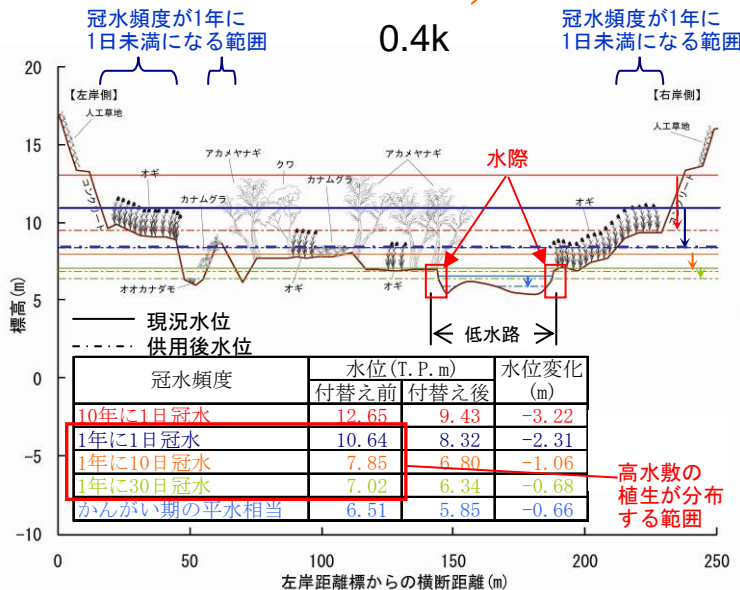 冠水頻度が1年に
1日未満になる範囲
0.4k
冠水頻度が1年に
1日未満になる範囲
20
15
10
5
0
-5
-10
標高(m)
【左岸側】
人工草地
コンクリート
オギ
カナムグラ
オオカナダモ
アカメヤナギ
クワ
カナムグラ
オギ
アカメヤナギ
オギ
水際
オギ
【右岸側】
人工草地
コンクリート
低水路
現況水位
供用後水位
冠水頻度 水位(T.P.m) 水位変化
付替え前 付替え後 (m)
10年に1日冠水 12.65 9.43 -3.22
1年に1日冠水 10.64 8.32 -2.31
1年に10日冠水 7.85 6.80 -1.06
1年に30日冠水 7.02 6.34 -0.68
かんがい期の平水相当 6.51 5.85 -0.66
高水敷の
植生が分布
する範囲
0 50 100 150 200 250
左岸距離標からの横断距離(m)